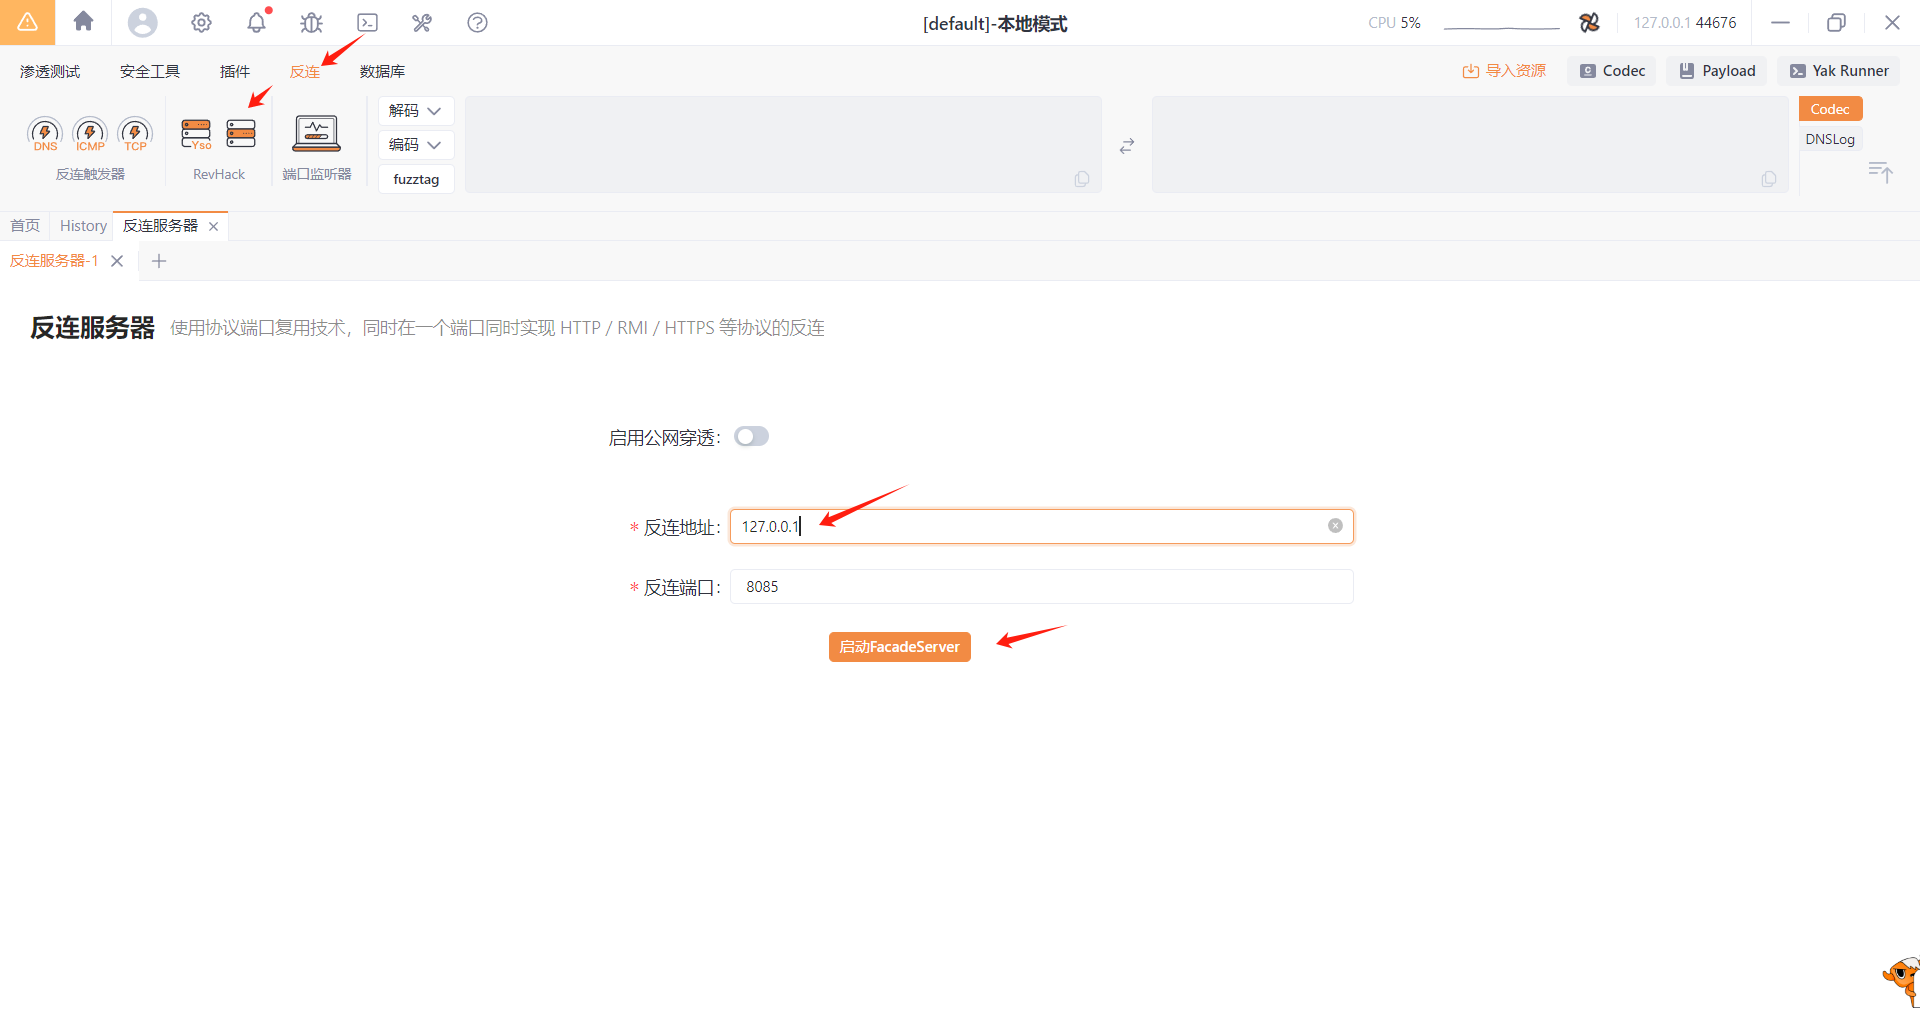 [default]-本地模式
CPU 5%
127.0.0.1 44676
渗透测试 安全工具 插件 反连 数据库
导入资源 Codec Payload Yak Runner
DNS ICMP TCP
反连触发器
Yso
RevHack
端口监听器
解码
编码
fuzztag
Codec
DNSLog
首页 History 反连服务器
反连服务器-1
反连服务器 使用协议端口复用技术，同时在一个端口同时实现 HTTP / RMI / HTTPS 等协议的反连
启用公网穿透:
* 反连地址: 127.0.0.1
* 反连端口: 8085
启动FacadeServer